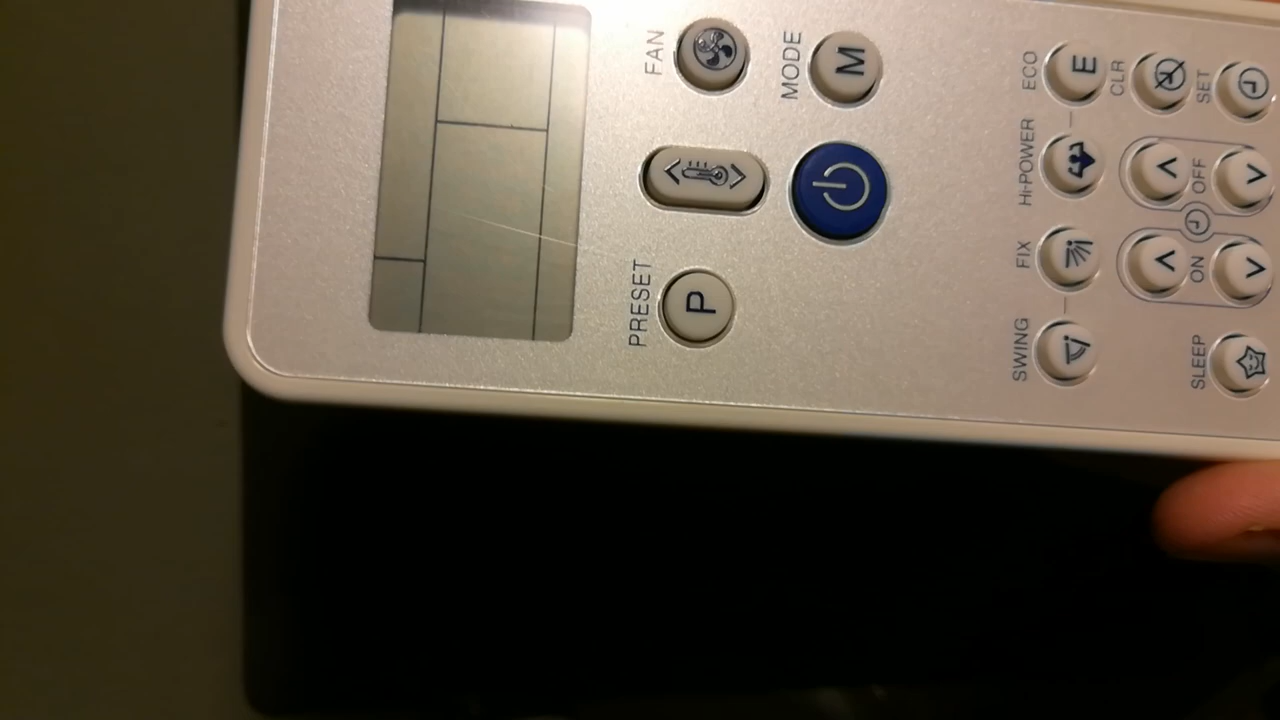 PRESET FAN
P
MODE
M
SWING FIX Hi-POWER ECO
E
CLR
ON OFF
SLEEP SET